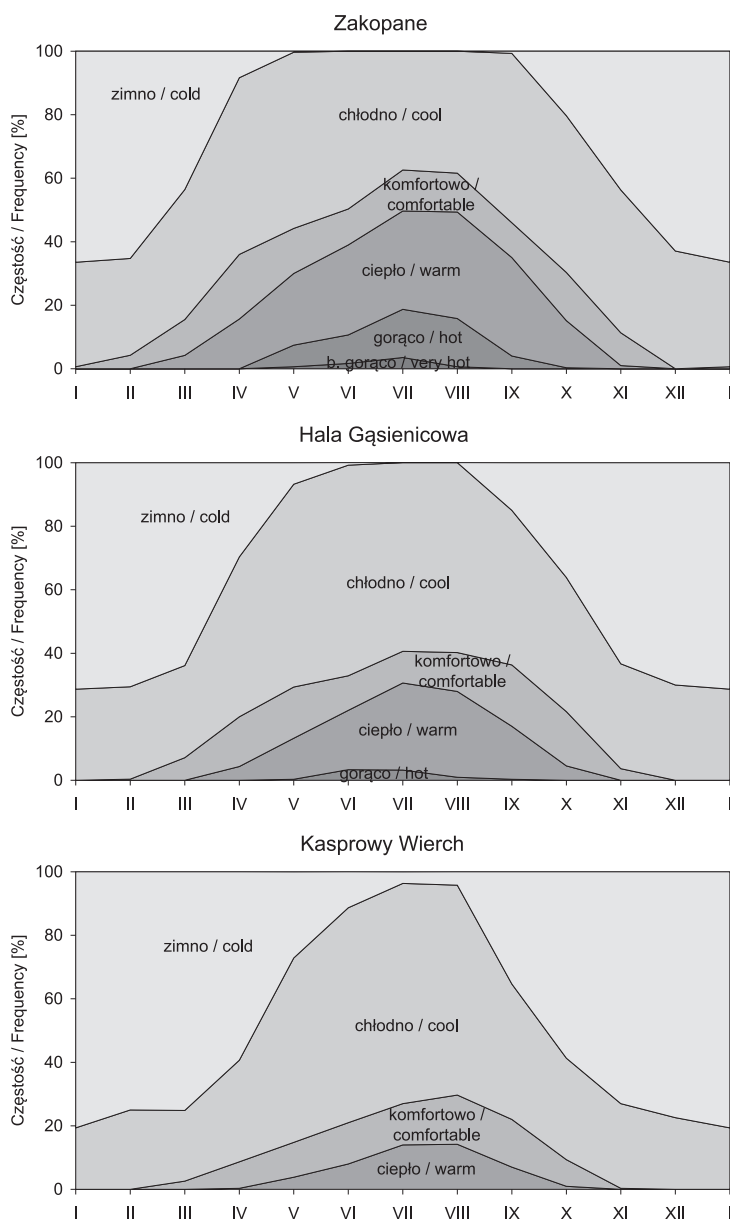 Zakopane
Częstość / Frequency [%]
100
80
60
40
20
0
zimno / cold
chłodno / cool
komfortowo /
comfortable
ciepło / warm
gorąco / hot
b. gorąco / very hot
I II III IV V VI VII VIII IX X XI XII I
Hala Gąsienicowa
Częstość / Frequency [%]
100
80
60
40
20
0
zimno / cold
chłodno / cool
komfortowo /
comfortable
ciepło / warm
gorąco / hot
I II III IV V VI VII VIII IX X XI XII I
Kasprowy Wierch
Częstość / Frequency [%]
100
80
60
40
20
0
zimno / cold
chłodno / cool
komfortowo /
comfortable
ciepło / warm
I II III IV V VI VII VIII IX X XI XII I